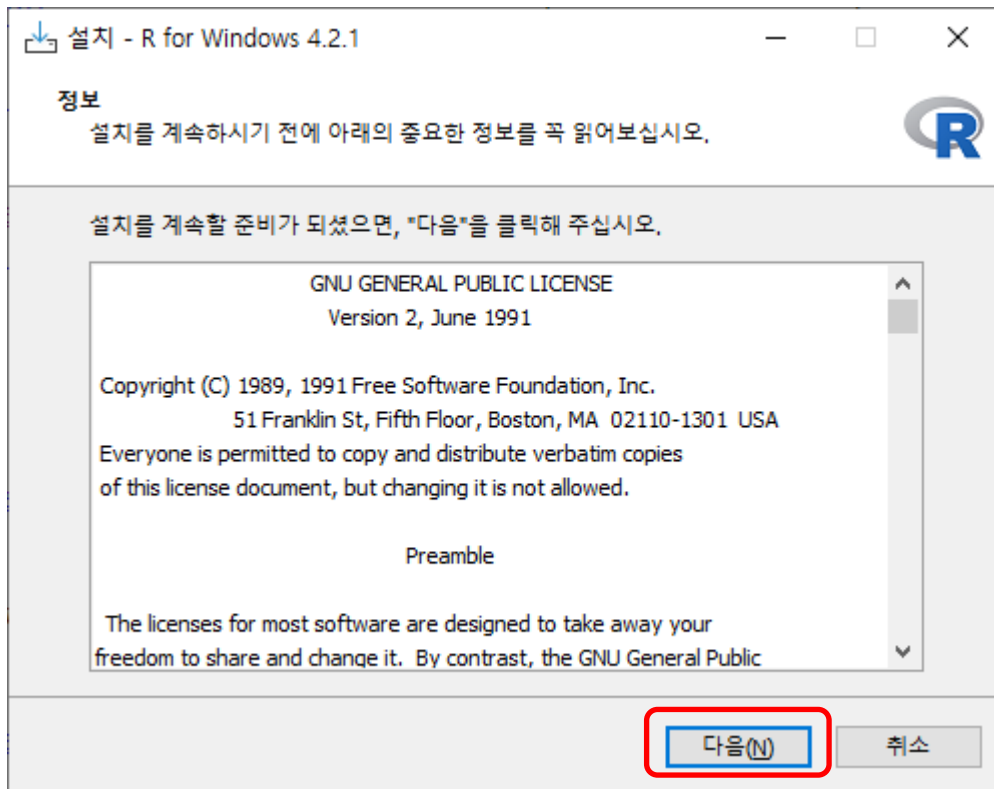 설치 - R for Windows 4.2.1
정보
설치를 계속하시기 전에 아래의 중요한 정보를 꼭 읽어보십시오.
R
설치를 계속할 준비가 되셨으면, "다음"을 클릭해 주십시오.
GNU GENERAL PUBLIC LICENSE
Version 2, June 1991
Copyright (C) 1989, 1991 Free Software Foundation, Inc.
51 Franklin St, Fifth Floor, Boston, MA 02110-1301 USA
Everyone is permitted to copy and distribute verbatim copies
of this license document, but changing it is not allowed.
Preamble
The licenses for most software are designed to take away your
freedom to share and change it. By contrast, the GNU General Public
다음(N)
취소